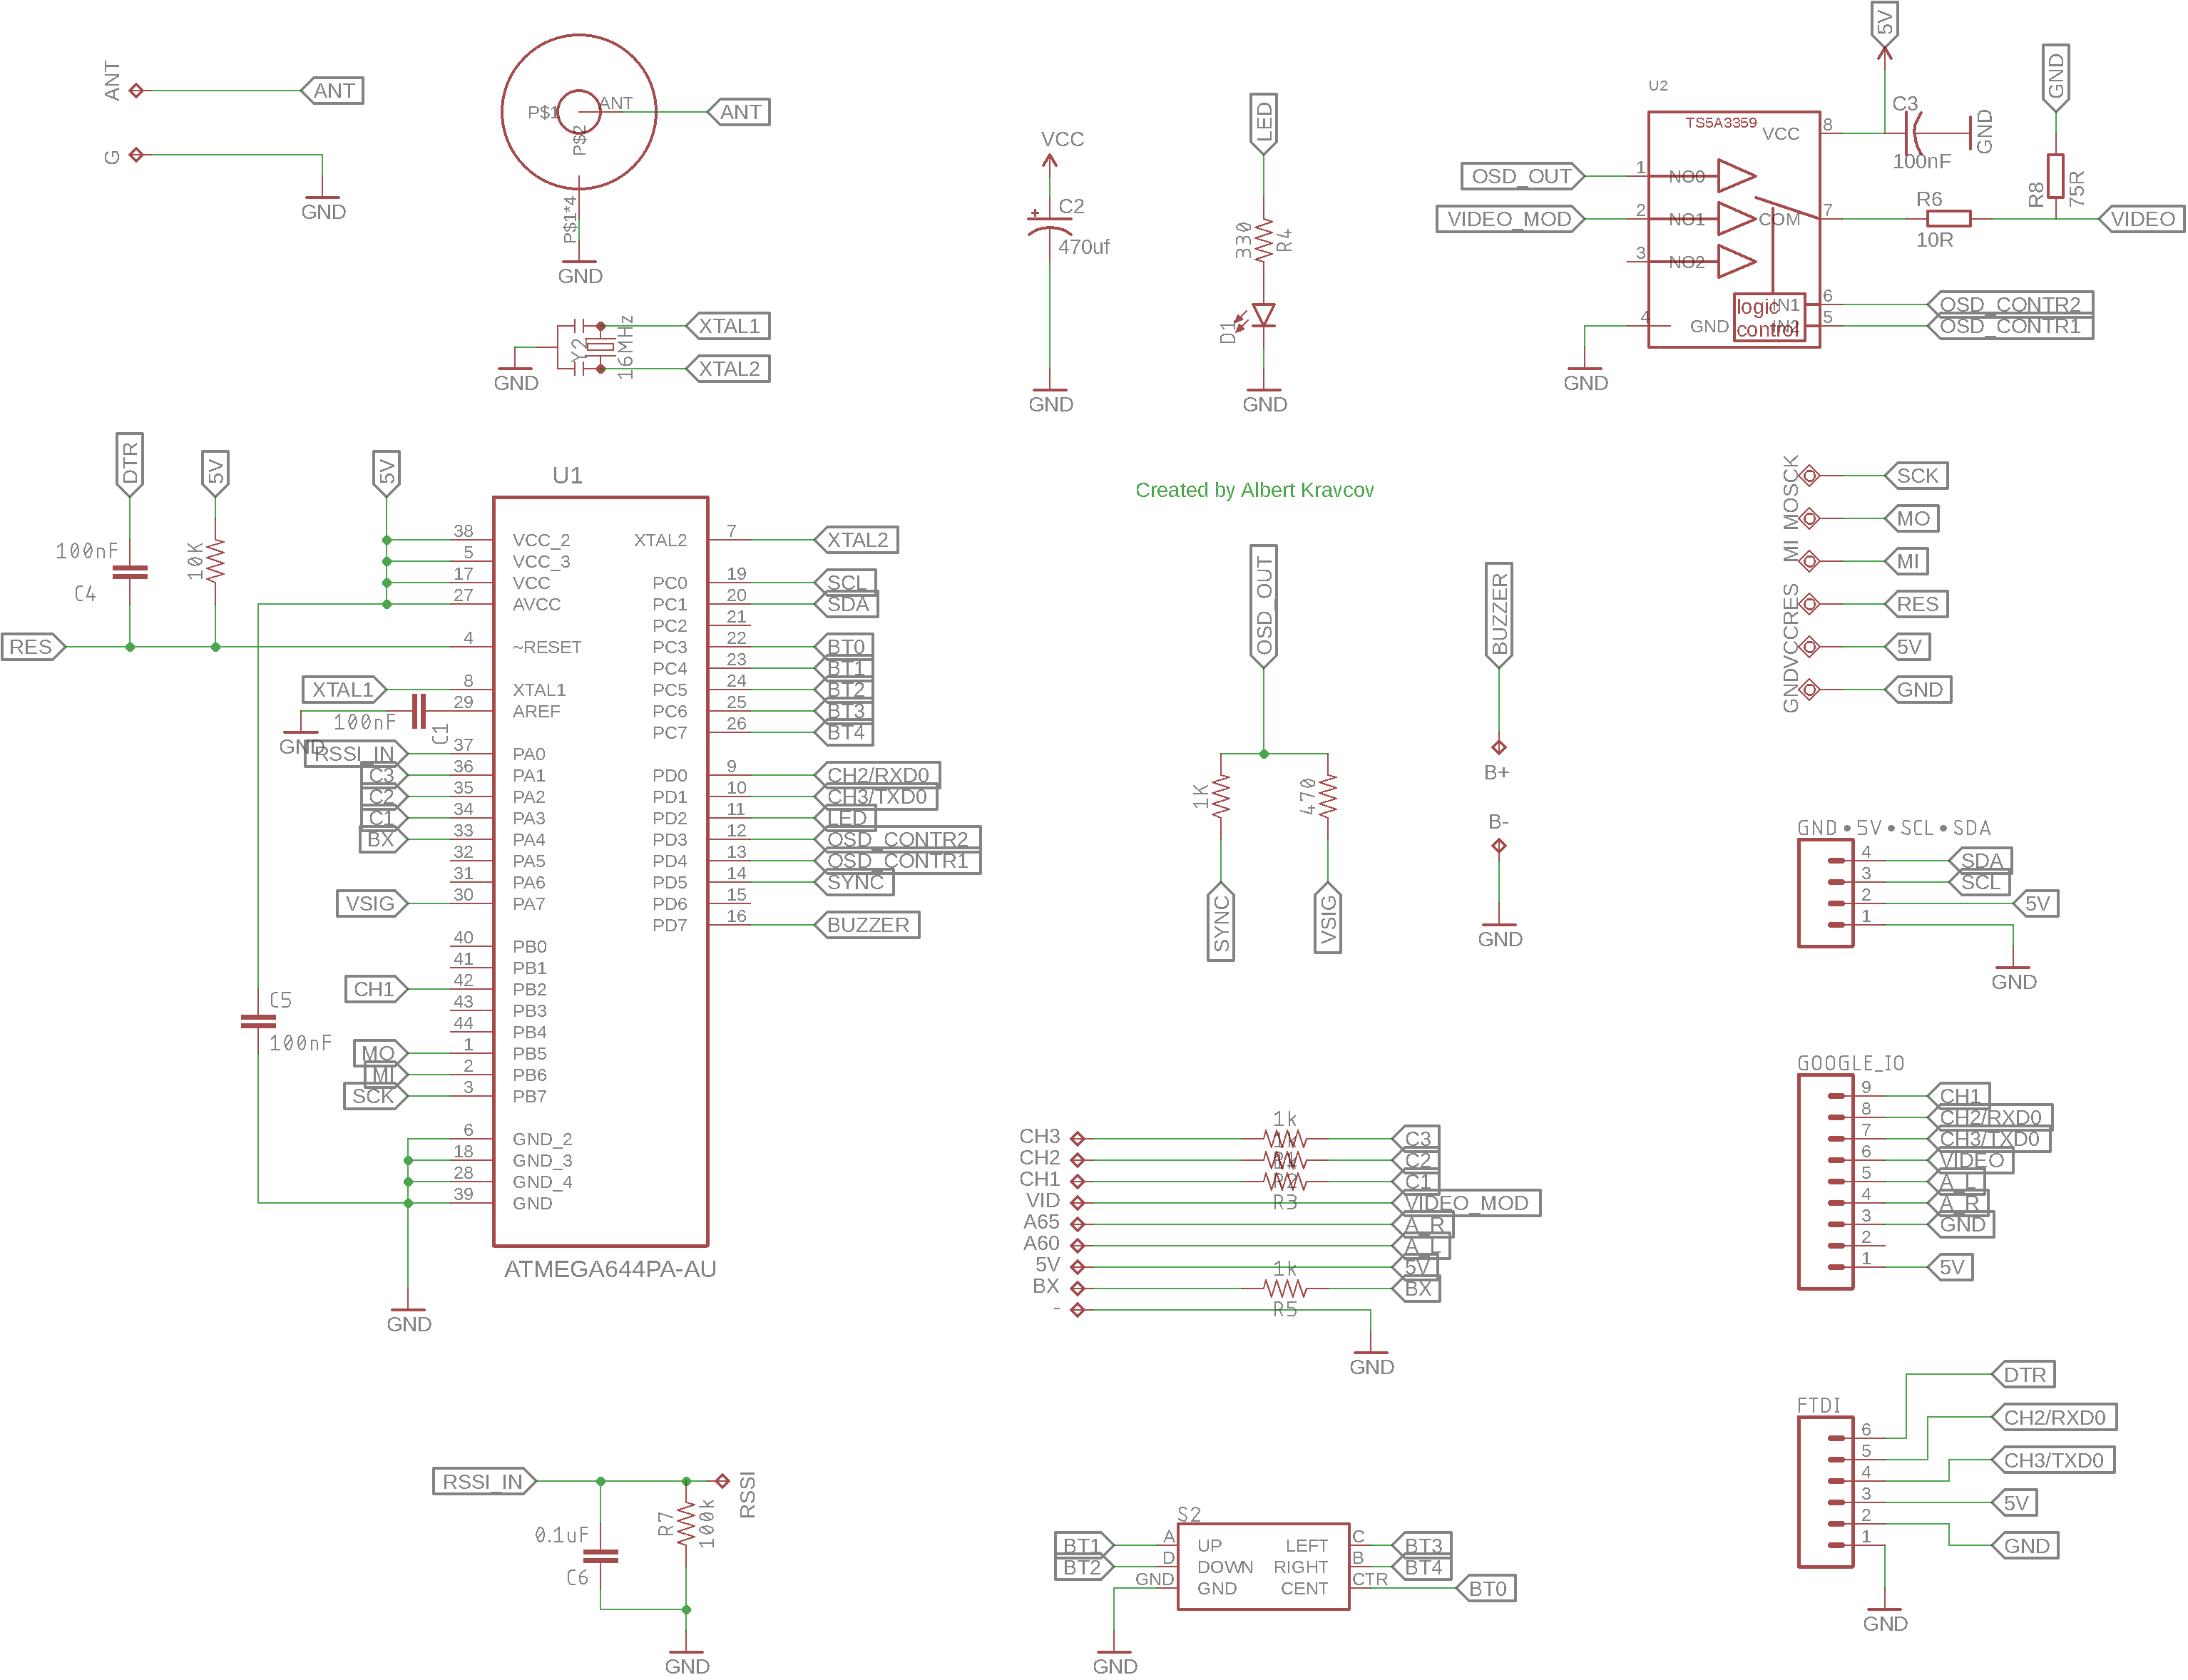 ANT
ANT
G
GND
P$1
ANT
P$2
ANT
P$1*4
GND
Y2
16MHz
XTAL1
XTAL2
GND
VCC
C2
470uf
GND
LED
330
R4
D1
GND
U2
TS5A3359
5V
VCC
8
C3
100nF
GND
GND
R8
75R
OSD_OUT
1
NO0
VIDEO_MOD
2
NO1
COM
7
R6
10R
VIDEO
3
NO2
logic
control
IN1
6
OSD_CONTR2
5
OSD_CONTR1
4
GND
GND
DTR
100nF
C4
5V
10K
RES
5V
U1
38
VCC_2
5
VCC_3
17
VCC
27
AVCC
4
~RESET
XTAL1
8
XTAL1
100nF
C1
29
AREF
GND
RSSI_IN
37
PA0
C3
36
PA1
C2
35
PA2
C1
34
PA3
BX
33
PA4
32
PA5
31
PA6
VSIG
30
PA7
40
PB0
41
PB1
CH1
42
PB2
43
PB3
44
PB4
MO
1
PB5
MI
2
PB6
SCK
3
PB7
6
GND_2
18
GND_3
28
GND_4
39
GND
C5
100nF
GND
XTAL2
7
XTAL2
PC0
19
SCL
PC1
20
SDA
PC2
21
PC3
22
BT0
PC4
23
BT1
PC5
24
BT2
PC6
25
BT3
PC7
26
BT4
PD0
9
CH2/RXD0
PD1
10
CH3/TXD0
PD2
11
LED
PD3
12
OSD_CONTR2
PD4
13
OSD_CONTR1
PD5
14
SYNC
PD6
15
PD7
16
BUZZER
ATMEGA644PA-AU
Created by Albert Kravcov
OSD_OUT
1K
470
SYNC
VSIG
BUZZER
B+
B-
GND
SCK
SCK
MO
MO
MI
MI
RES
RES
VCC
5V
GND
GND
GND•5V•SCL•SDA
4
SDA
3
SCL
2
5V
1
GND
CH3
1k
C3
CH2
1k
C2
CH1
C1
R2
VID
R3
VIDEO_MOD
A65
A_R
A60
A_L
5V
5V
BX
1k
BX
R5
-
GND
GOOGLE_IO
9
CH1
8
CH2/RXD0
7
CH3/TXD0
6
VIDEO
5
A_L
4
A_R
3
GND
2
1
5V
FTDI
6
DTR
5
CH2/RXD0
4
CH3/TXD0
3
5V
2
GND
1
GND
RSSI_IN
RSSI
0.1uF
C6
R7
100k
GND
S2
BT1
A
UP
LEFT
C
BT3
BT2
D
DOWN
RIGHT
B
BT4
GND
GND
CENT
CTR
BT0
GND